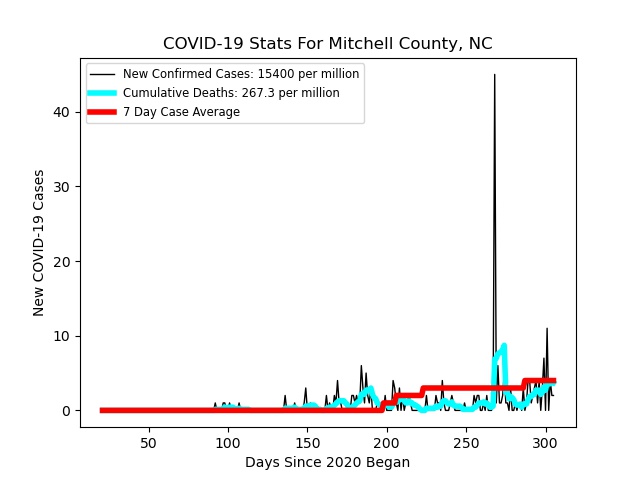 COVID-19 Stats For Mitchell County, NC
New Confirmed Cases: 15400 per million
Cumulative Deaths: 267.3 per million
7 Day Case Average
New COVID-19 Cases
40
30
20
10
0
50 100 150 200 250 300
Days Since 2020 Began